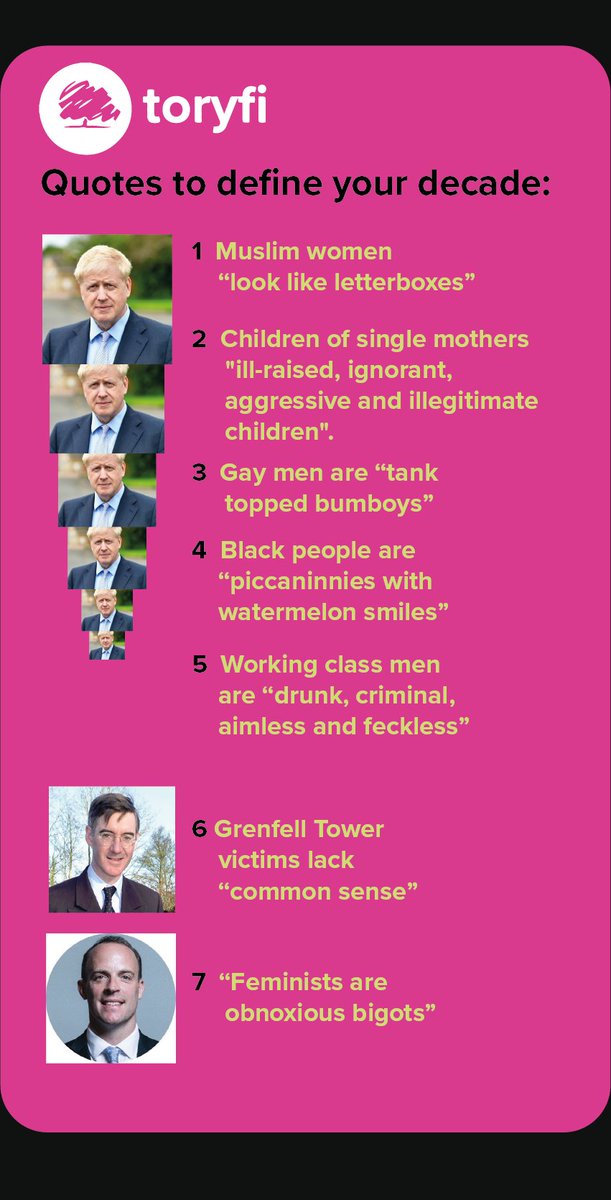 toryfi
Quotes to define your decade:
1 Muslim women
“look like letterboxes”
2 Children of single mothers
"ill-raised, ignorant,
aggressive and illegitimate
children".
3 Gay men are “tank
topped bumboys”
4 Black people are
“piccaninnies with
watermelon smiles”
5 Working class men
are “drunk, criminal,
aimless and feckless”
6 Grenfell Tower
victims lack
“common sense”
7 “Feminists are
obnoxious bigots”